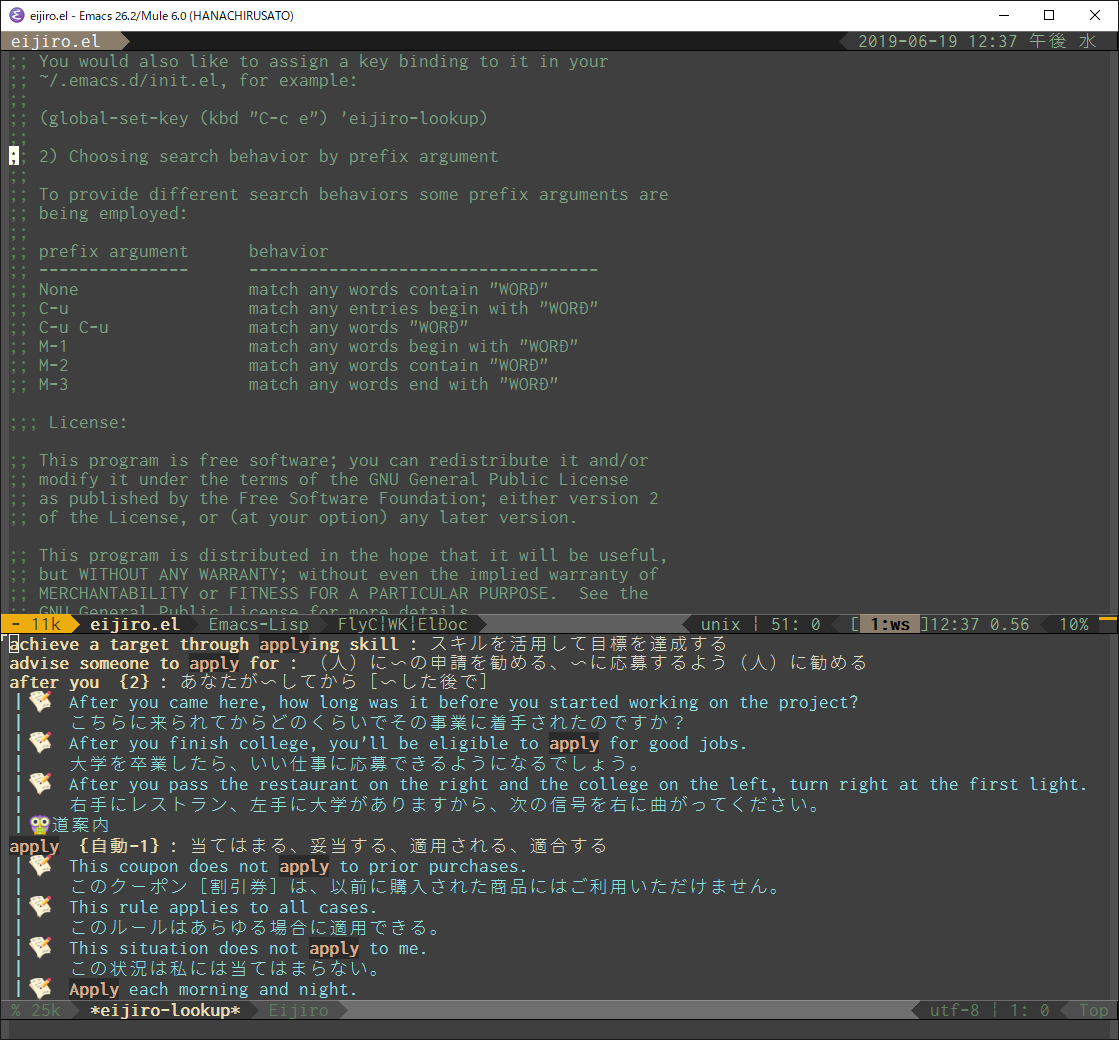 eijiro.el - Emacs 26.2/Mule 6.0 (HANACHIRUSATO)
eijiro.el 2019-06-19 12:37 午後 水
;; You would also like to assign a key binding to it in your
;; ~/.emacs.d/init.el, for example:
;;
;; (global-set-key (kbd "C-c e") 'eijiro-lookup)
;;
;; 2) Choosing search behavior by prefix argument
;;
;; To provide different search behaviors some prefix arguments are
;; being employed:
;;
;; prefix argument      behavior
;; ---------------      -----------------------------------
;; None                 match any words contain "WORD"
;; C-u                  match any entries begin with "WORD"
;; C-u C-u              match any words "WORD"
;; M-1                  match any words begin with "WORD"
;; M-2                  match any words contain "WORD"
;; M-3                  match any words end with "WORD"
;;; License:
;; This program is free software; you can redistribute it and/or
;; modify it under the terms of the GNU General Public License
;; as published by the Free Software Foundation; either version 2
;; of the License, or (at your option) any later version.
;; This program is distributed in the hope that it will be useful,
;; but WITHOUT ANY WARRANTY; without even the implied warranty of
;; MERCHANTABILITY or FITNESS FOR A PARTICULAR PURPOSE.  See the
;; GNU General Public License for more details.
- 11k eijiro.el Emacs-Lisp FlyC¦WK¦ElDoc unix | 51: 0 [ 1:ws ]12:37 0.56 10%
achieve a target through applying skill : スキルを活用して目標を達成する
advise someone to apply for : （人）に〜の申請を勧める、〜に応募するよう（人）に勧める
after you  {2} : あなたが〜してから［〜した後で］
| After you came here, how long was it before you started working on the project?
| こちらに来られてからどのくらいでその事業に着手されたのですか？
| After you finish college, you'll be eligible to apply for good jobs.
| 大学を卒業したら、いい仕事に応募できるようになるでしょう。
| After you pass the restaurant on the right and the college on the left, turn right at the first light.
| 右手にレストラン、左手に大学がありますから、次の信号を右に曲がってください。
| 道案内
apply  {自動-1} : 当てはまる、妥当する、適用される、適合する
| This coupon does not apply to prior purchases.
| このクーポン［割引券］は、以前に購入された商品にはご利用いただけません。
| This rule applies to all cases.
| このルールはあらゆる場合に適用できる。
| This situation does not apply to me.
| この状況は私には当てはまらない。
| Apply each morning and night.
% 25k *eijiro-lookup* Eijiro utf-8 | 1: 0 Top